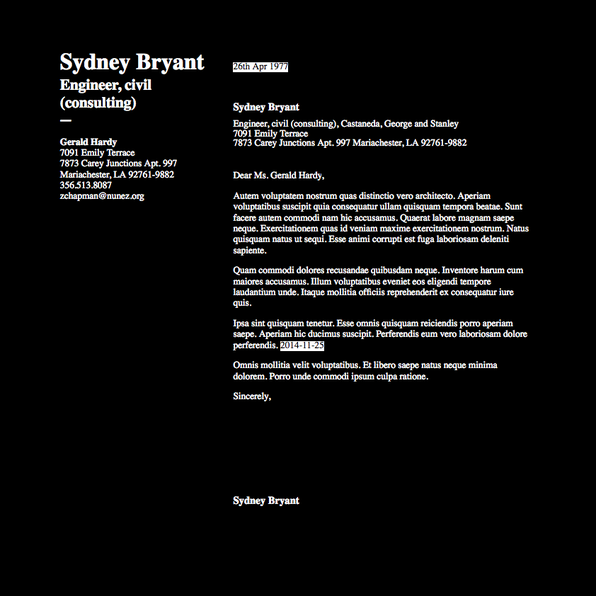 Sydney Bryant
Engineer, civil
(consulting)
Gerald Hardy
7091 Emily Terrace
7873 Carey Junctions Apt. 997
Mariachester, LA 92761-9882
356.513.8087
zchapman@nunez.org
26th Apr 1977
Sydney Bryant
Engineer, civil (consulting), Castaneda, George and Stanley
7091 Emily Terrace
7873 Carey Junctions Apt. 997 Mariachester, LA 92761-9882
Dear Ms. Gerald Hardy,
Autem voluptatem nostrum quas distinctio vero architecto. Aperiam
voluptatibus suscipit quia consequatur ullam quisquam tempora beatae. Sunt
facere autem commodi nam hic accusamus. Quaerat labore magnam saepe
neque. Exercitationem quas id veniam maxime exercitationem nostrum. Natus
quisquam natus ut sequi. Esse animi corrupti est fuga laboriosam deleniti
sapiente.
Quam commodi dolores recusandae quibusdam neque. Inventore harum cum
maiores accusamus. Illum voluptatibus eveniet eos eligendi tempore
laudantium unde. Itaque mollitia officiis reprehenderit ex consequatur iure
quis.
Ipsa sint quisquam tenetur. Esse omnis quisquam reiciendis porro aperiam
saepe. Aperiam hic ducimus suscipit. Perferendis eum vero laboriosam dolore
perferendis. 2014-11-25
Omnis mollitia velit voluptatibus. Et libero saepe natus neque minima
dolorem. Porro unde commodi ipsum culpa ratione.
Sincerely,
Sydney Bryant